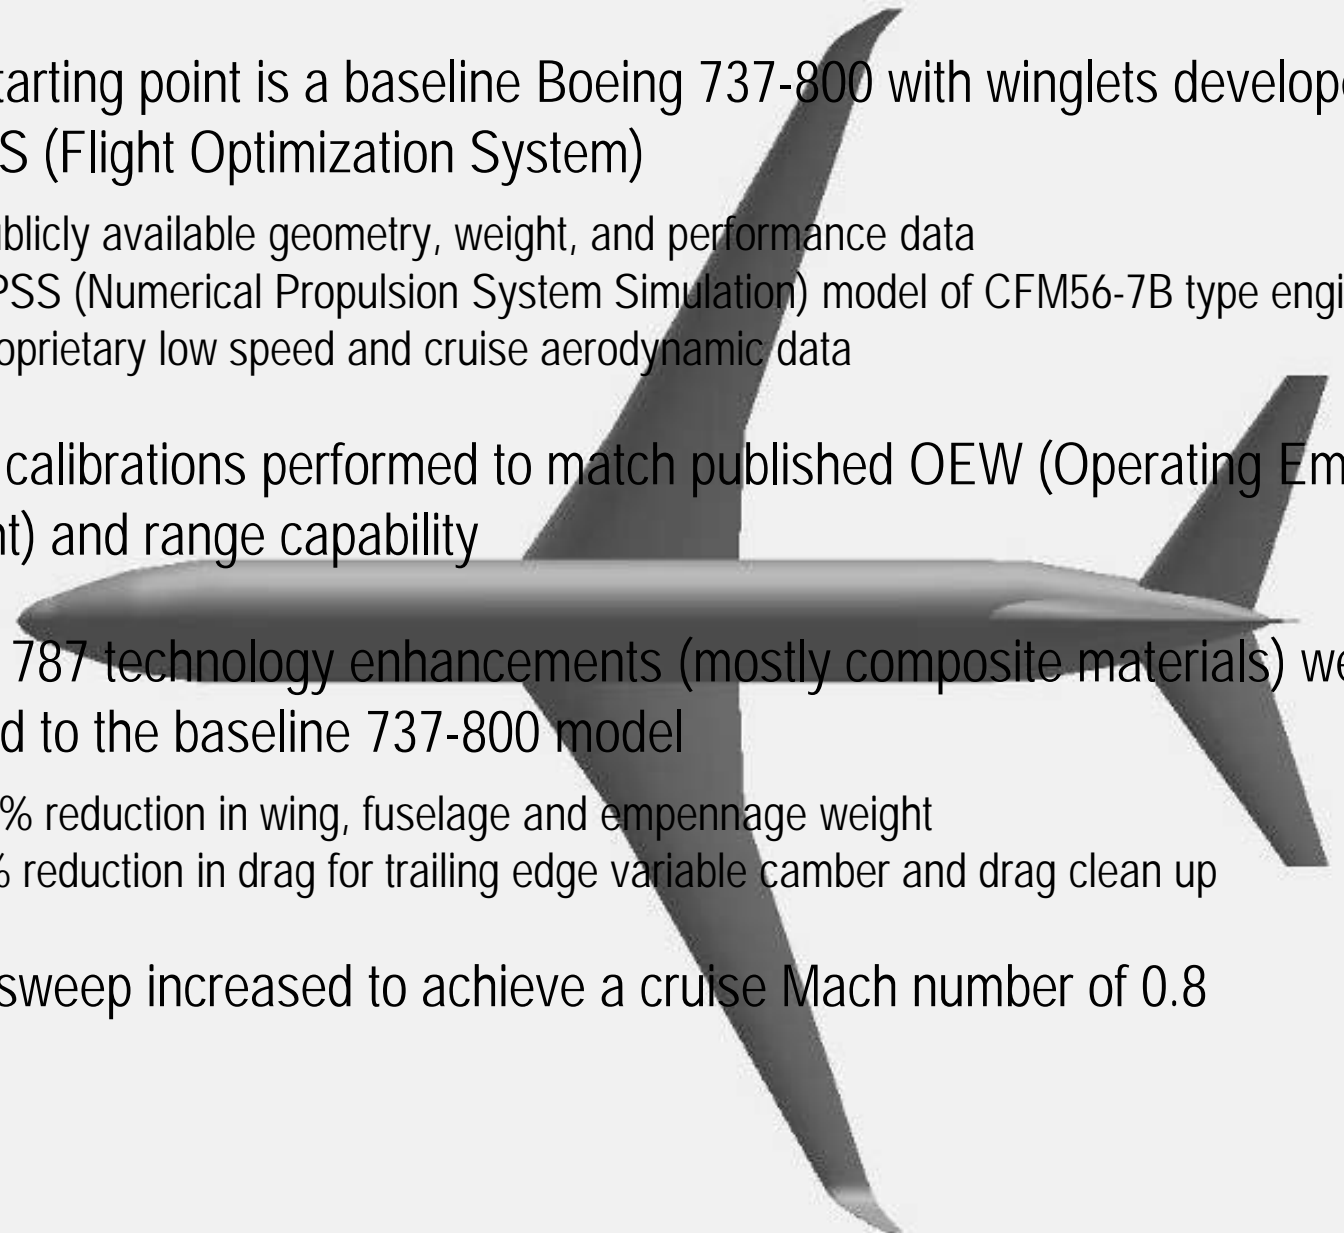 tarting point is a baseline Boeing 737-800 with winglets develope
S (Flight Optimization System)
ublicly available geometry, weight, and performance data
PSS (Numerical Propulsion System Simulation) model of CFM56-7B type engi
oprietary low speed and cruise aerodynamic data
calibrations performed to match published OEW (Operating Em
nt) and range capability
787 technology enhancements (mostly composite materials) we
d to the baseline 737-800 model
% reduction in wing, fuselage and empennage weight
% reduction in drag for trailing edge variable camber and drag clean up
sweep increased to achieve a cruise Mach number of 0.8